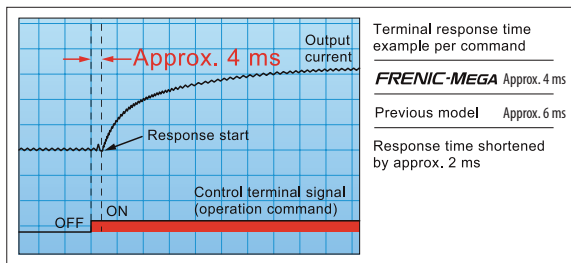 Approx. 4 ms
Output
current
Response start
Control terminal signal
(operation command)
ON
OFF
Terminal response time
example per command
FRENIC-MEGA Approx. 4 ms
Previous model Approx. 6 ms
Response time shortened
by approx. 2 ms